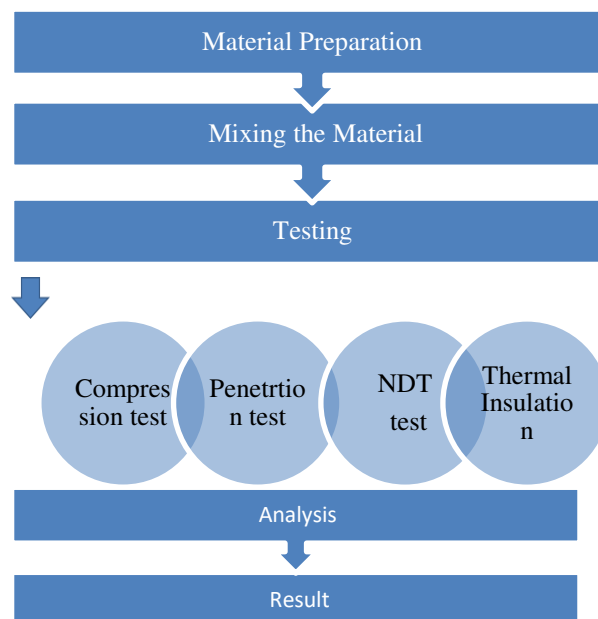 Material Preparation
Mixing the Material
Testing
Compres
sion test
Penetrtio
n test
NDT
test
Thermal
Insulatio
n
Analysis
Result